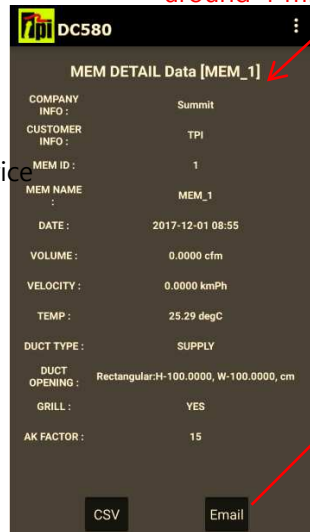 tpi DC580
MEM DETAIL Data [MEM_1]
COMPANY INFO : Summit
CUSTOMER INFO : TPI
MEM ID : 1
MEM NAME : MEM_1
DATE : 2017-12-01 08:55
VOLUME : 0.0000 cfm
VELOCITY : 0.0000 kmPh
TEMP : 25.29 degC
DUCT TYPE : SUPPLY
DUCT OPENING : Rectangular:H-100.0000, W-100.0000, cm
GRILL : YES
AK FACTOR : 15
CSV Email